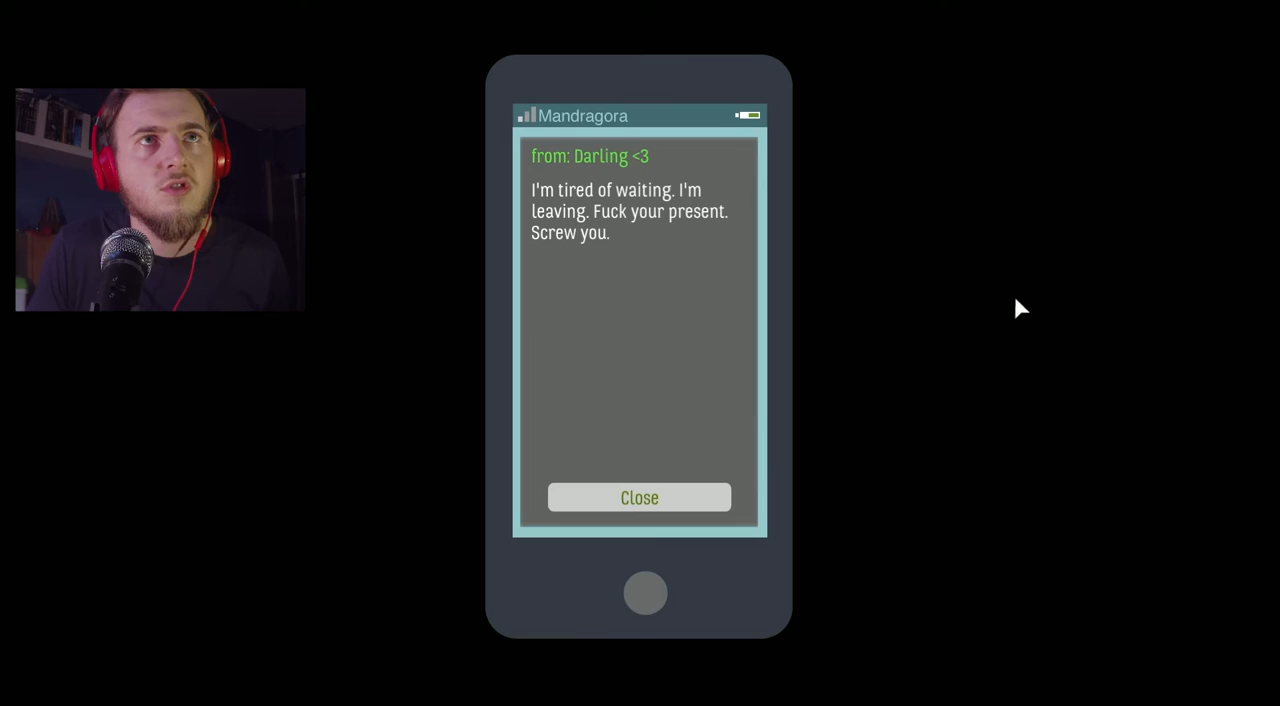 Mandragora
from: Darling <3
I'm tired of waiting. I'm
leaving. Fuck your present.
Screw you.
Close